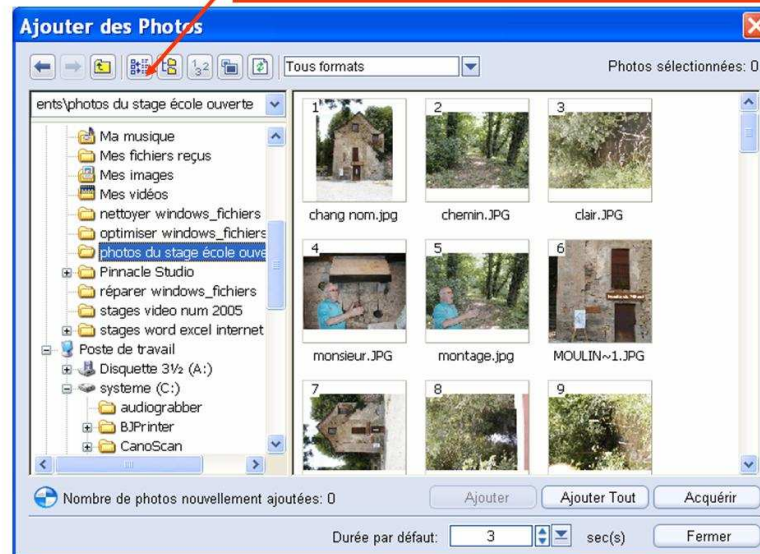 Ajouter des Photos
Tous formats
Photos sélectionnées: 0
ents\photos du stage école ouverte
Ma musique
Mes fichiers reçus
Mes images
Mes vidéos
nettoyer windows_fichiers
optimiser windows_fichiers
photos du stage école ouve
Pinnacle Studio
réparer windows_fichiers
stages video num 2005
stages word excel internet
Poste de travail
Disquette 3½ (A:)
systeme (C:)
audiograbber
BJPrinter
CanoScan
1
chang nom.jpg
2
chemin.JPG
3
clair.JPG
4
monsieur.JPG
5
montage.jpg
6
MOULIN~1.JPG
7
8
9
Nombre de photos nouvellement ajoutées: 0
Ajouter
Ajouter Tout
Acquérir
Durée par défaut: 3 sec(s)
Fermer